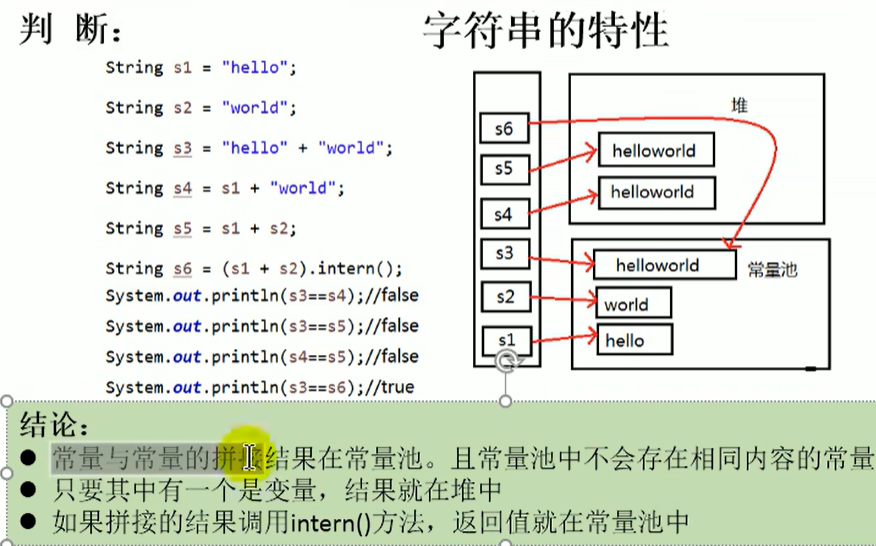 判 断：
字符串的特性
String s1 = "hello";
String s2 = "world";
String s3 = "hello" + "world";
String s4 = s1 + "world";
String s5 = s1 + s2;
String s6 = (s1 + s2).intern();
System.out.println(s3==s4);//false
System.out.println(s3==s5);//false
System.out.println(s4==s5);//false
System.out.println(s3==s6);//true
堆
s6
s5
helloworld
s4
helloworld
s3
helloworld
常量池
s2
world
s1
hello
结论：
● 常量与常量的拼接结果在常量池。且常量池中不会存在相同内容的常量
● 只要其中有一个是变量，结果就在堆中
● 如果拼接的结果调用intern()方法，返回值就在常量池中